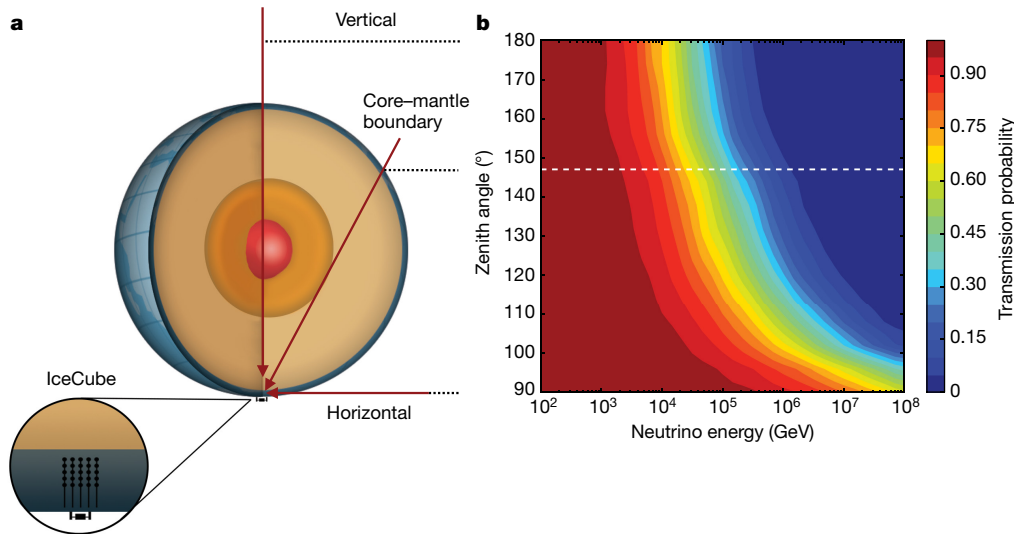 a
Vertical
Core–mantle
boundary
IceCube
Horizontal
b
180
170
160
150
140
130
120
110
100
90
Zenith angle (°)
10²
10³
10⁴
10⁵
10⁶
10⁷
10⁸
Neutrino energy (GeV)
0.90
0.75
0.60
0.45
0.30
0.15
0
Transmission probability